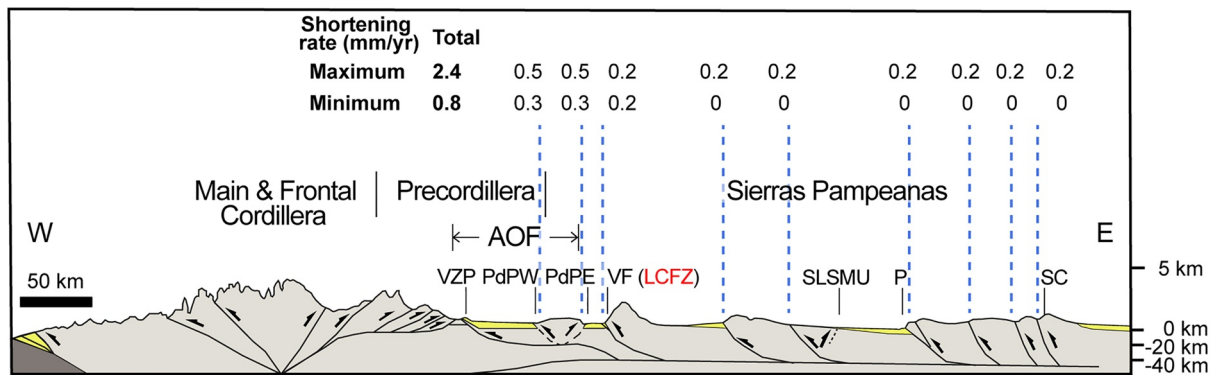 Shortening
rate (mm/yr) Total
Maximum 2.4 0.5 0.5 0.2 0.2 0.2 0.2 0.2 0.2 0.2
Minimum 0.8 0.3 0.3 0.2 0 0 0 0 0 0
Main & Frontal
Cordillera
Precordillera
Sierras Pampeanas
W
AOF
E
50 km
VZP PdPW PdPE VF (LCFZ) SLSMU P SC
5 km
0 km
-20 km
-40 km